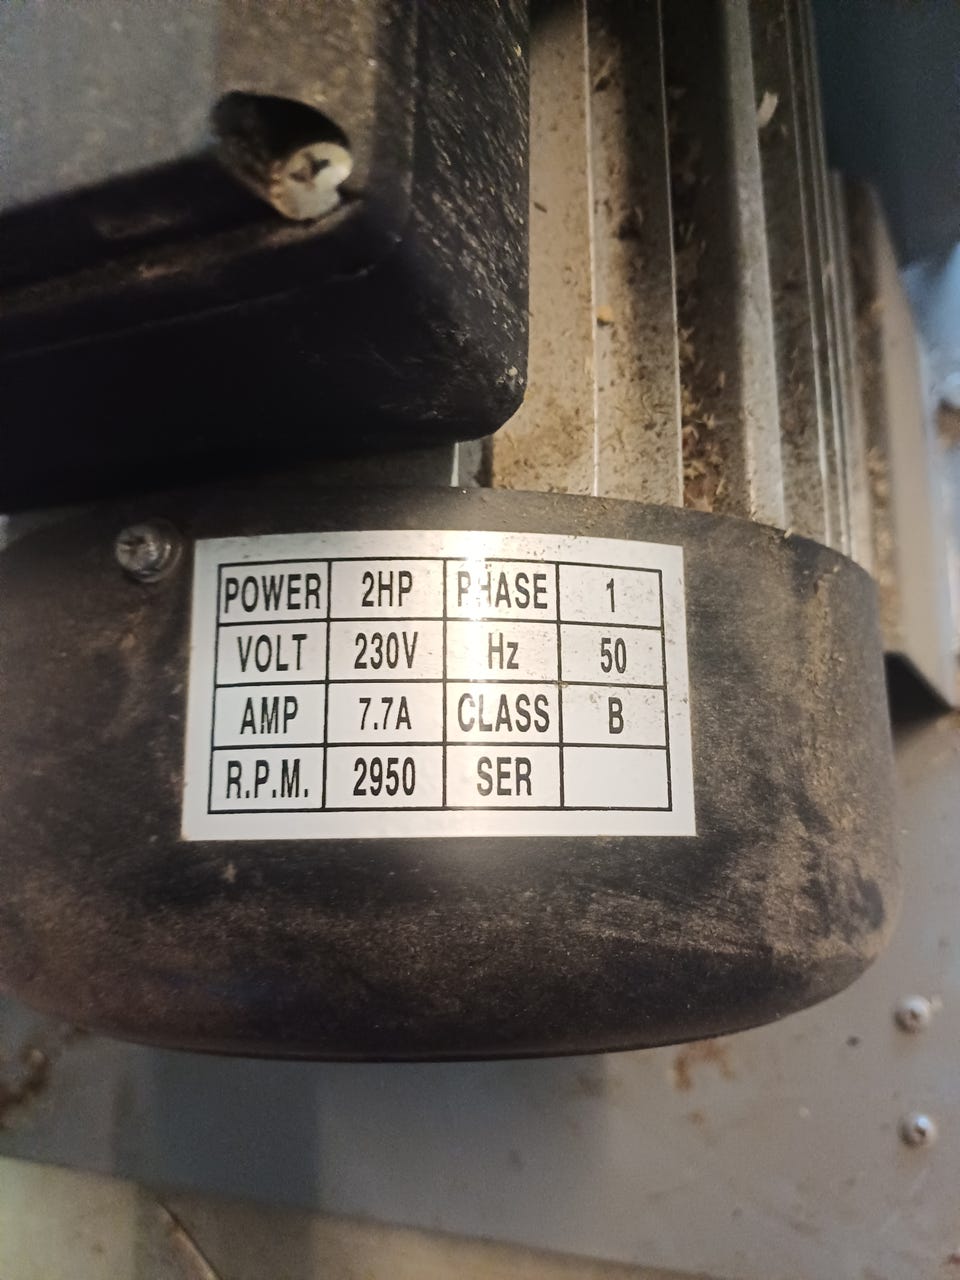 POWER 2HP PHASE 1
VOLT 230V Hz 50
AMP 7.7A CLASS B
R.P.M. 2950 SER